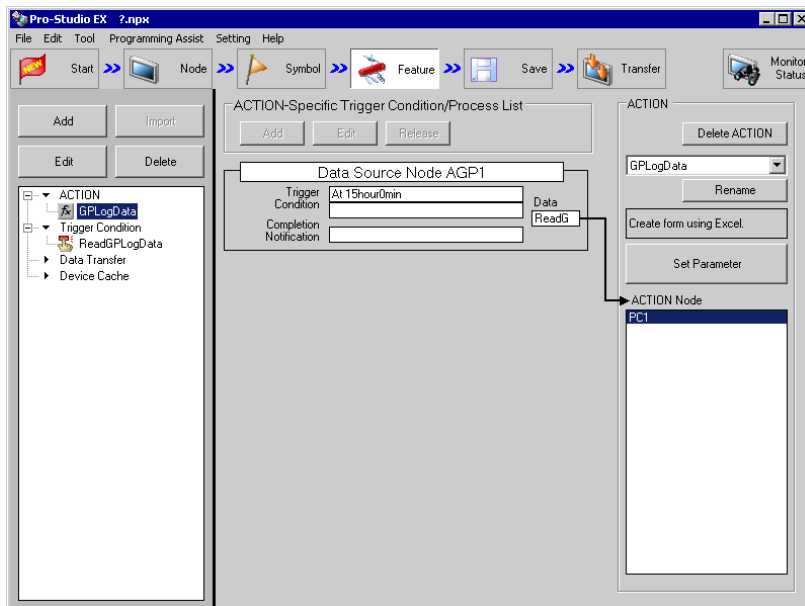 Pro-Studio EX ?.npx
File Edit Tool Programming Assist Setting Help
NEW Start Node Symbol Feature Save Transfer Monitor Status
Add Import
Edit Delete
ACTION
GPLogData
Trigger Condition
ReadGPLogData
Data Transfer
Device Cache
ACTION-Specific Trigger Condition/Process List
Add Edit Release
Data Source Node AGP1
Trigger Condition
At 15hour0min
Completion Notification
Data
ReadG
ACTION
Delete ACTION
GPLogData
Rename
Create form using Excel.
Set Parameter
ACTION Node
PC1